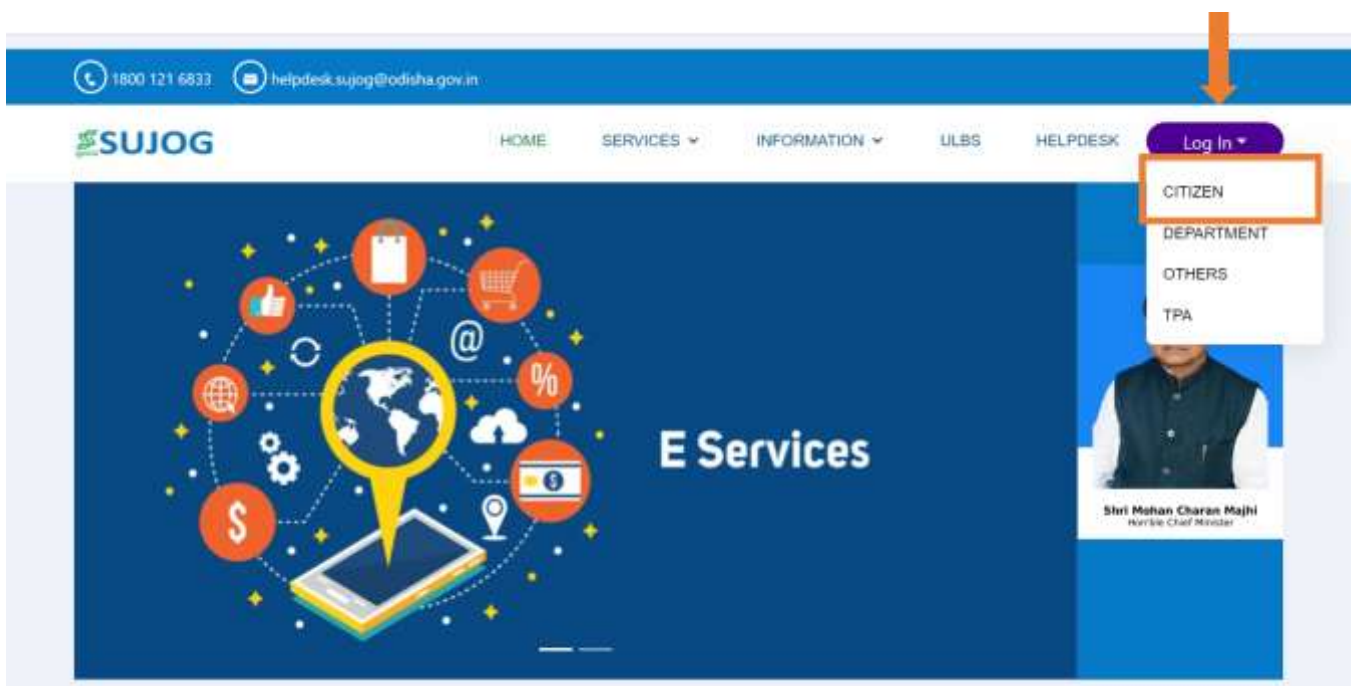 1800 121 6833 helpdesk.sujog@odisha.gov.in
SUJOG HOME SERVICES INFORMATION ULBS HELPDESK Log In
CITIZEN
DEPARTMENT
OTHERS
TPA
@
%
$
$
E Services
Shri Mohan Charan Majhi
Hon'ble Chief Minister